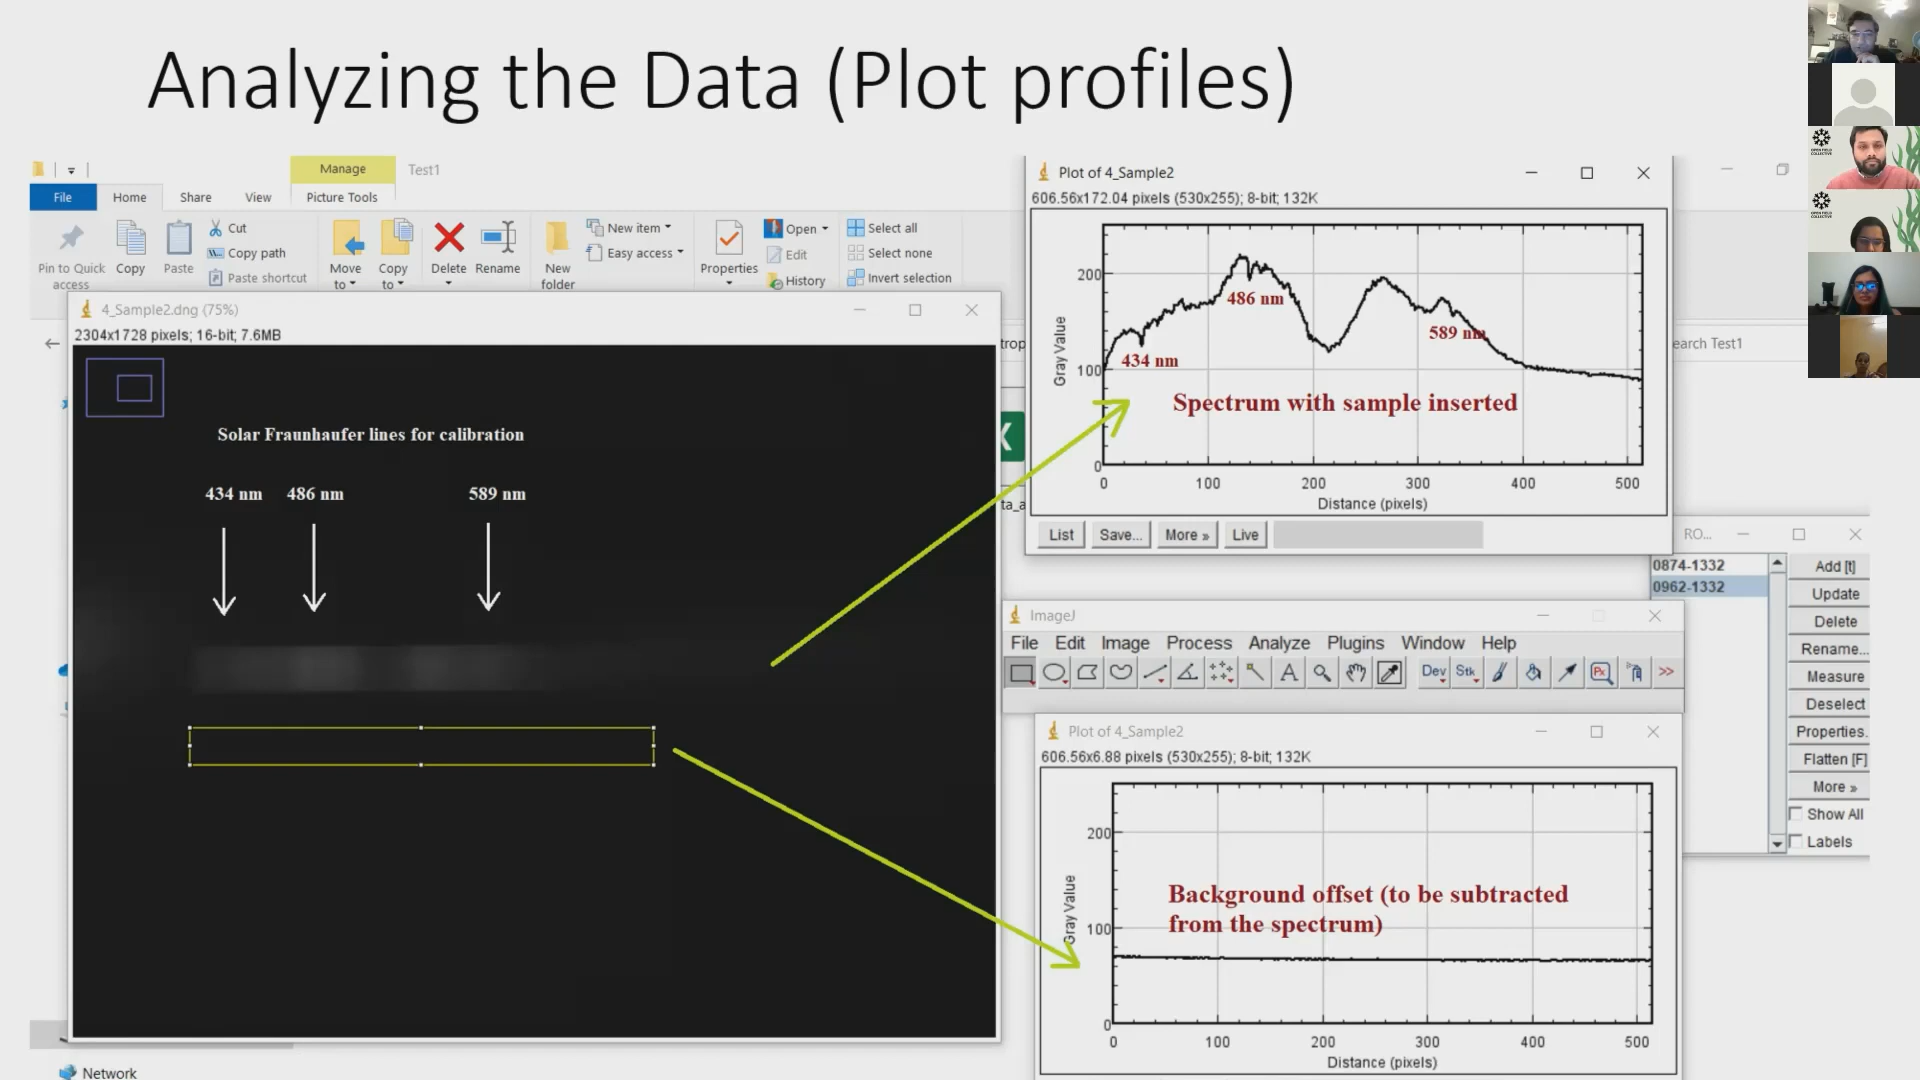 Analyzing the Data (Plot profiles)
Manage
Test1
File
Home
Share
View
Picture Tools
Pin to Quick access
Copy
Paste
Cut
Copy path
Paste shortcut
Move to
Copy to
Delete
Rename
New folder
New item
Easy access
Properties
Open
Edit
History
Select all
Select none
Invert selection
4_Sample2.dng (75%)
2304x1728 pixels; 16-bit; 7.6MB
Solar Fraunhaufer lines for calibration
434 nm 486 nm 589 nm
Network
Plot of 4_Sample2
606.56x172.04 pixels (530x255); 8-bit; 132K
Gray Value
200
100
0
486 nm
589 nm
434 nm
Spectrum with sample inserted
0 100 200 300 400 500
Distance (pixels)
List
Save...
More »
Live
earch Test1
trop
ta_a
RO...
0874-1332
0962-1332
Add [t]
Update
Delete
Rename...
Measure
Deselect
Properties.
Flatten [F]
More »
Show All
Labels
ImageJ
File Edit Image Process Analyze Plugins Window Help
A
Dev
Stk
>>
Plot of 4_Sample2
606.56x6.88 pixels (530x255); 8-bit; 132K
Gray Value
200
100
0
Background offset (to be subtracted
from the spectrum)
0 100 200 300 400 500
Distance (pixels)